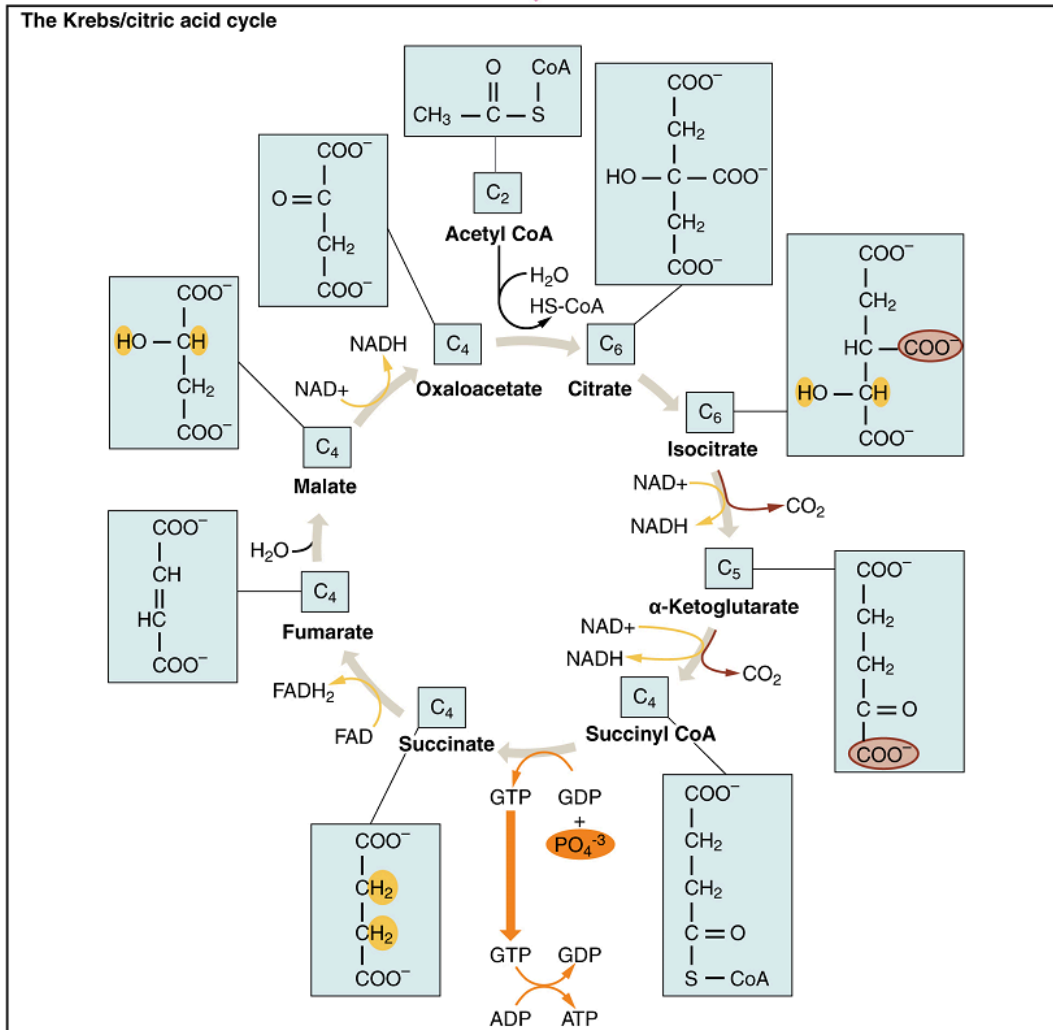 The Krebs/citric acid cycle
O CoA
CH₃ — C — S
C₂
Acetyl CoA
H₂O
HS-CoA
COO⁻
O = C
CH₂
COO⁻
C₄
Oxaloacetate
COO⁻
CH₂
HO — C — COO⁻
CH₂
COO⁻
C₆
Citrate
COO⁻
CH₂
HC — COO⁻
HO — CH
COO⁻
C₆
Isocitrate
NAD+
NADH
CO₂
COO⁻
CH₂
CH₂
C = O
COO⁻
C₅
α-Ketoglutarate
NAD+
NADH
CO₂
C₄
Succinyl CoA
COO⁻
CH₂
CH₂
C = O
S — CoA
GTP GDP
+
PO₄⁻³
GTP GDP
ADP ATP
C₄
Succinate
COO⁻
CH₂
CH₂
COO⁻
FADH₂
FAD
C₄
Fumarate
COO⁻
CH
HC
COO⁻
H₂O
C₄
Malate
COO⁻
HO — CH
CH₂
COO⁻
NAD+
NADH